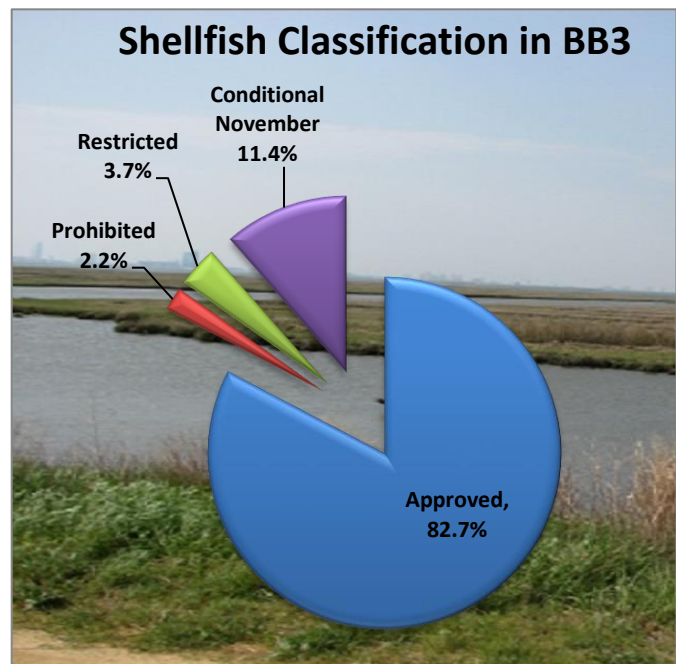 Shellfish Classification in BB3
Conditional
November
11.4%
Restricted
3.7%
Prohibited
2.2%
Approved,
82.7%